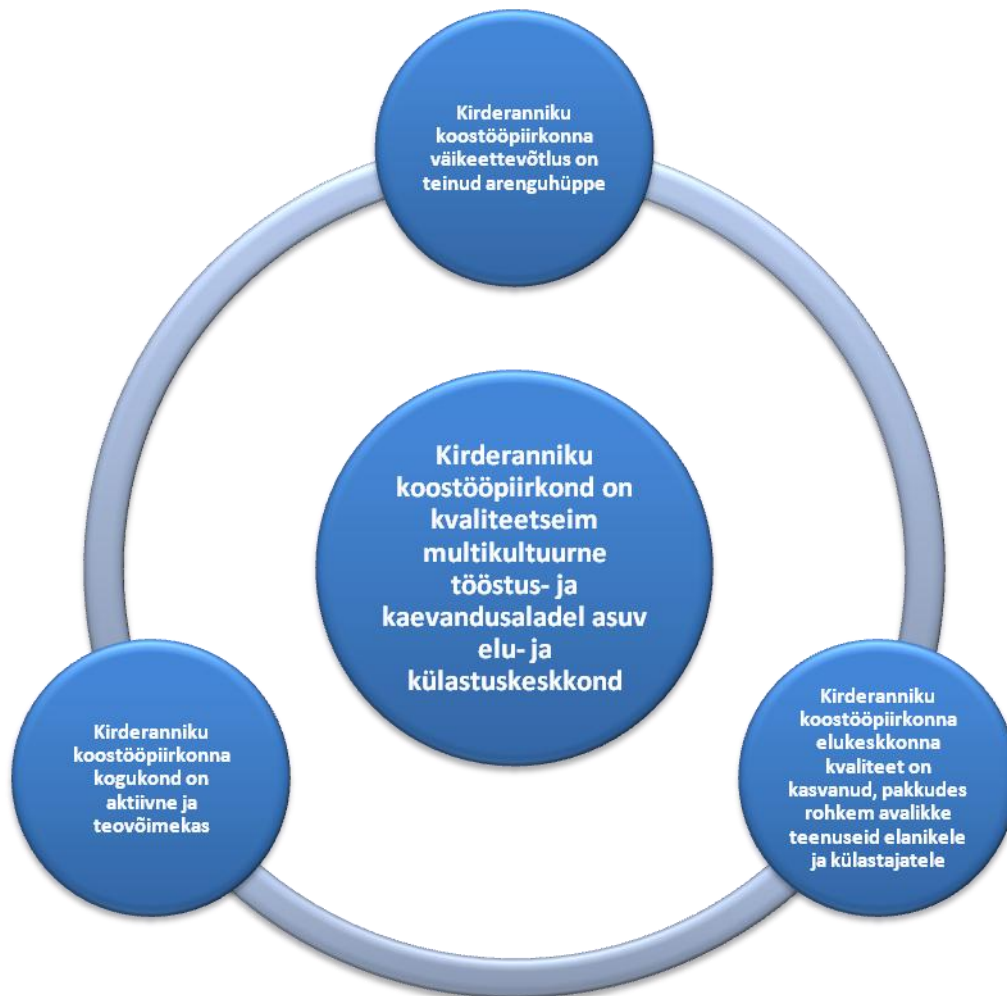 Kirderanniku
koostööpiirkonna
väikeettevõtlus on
teinud arenguhüppe
Kirderanniku
koostööpiirkond on
kvaliteetseim
multikultuurne
tööstus- ja
kaevandusaladel asuv
elu- ja
külastuskeskkond
Kirderanniku
koostööpiirkonna
kogukond on
aktiivne ja
teovõimekas
Kirderanniku
koostööpiirkonna
elukeskkonna
kvaliteet on
kasvanud, pakkudes
rohkem avalikke
teenuseid elanikele
ja külastajatele